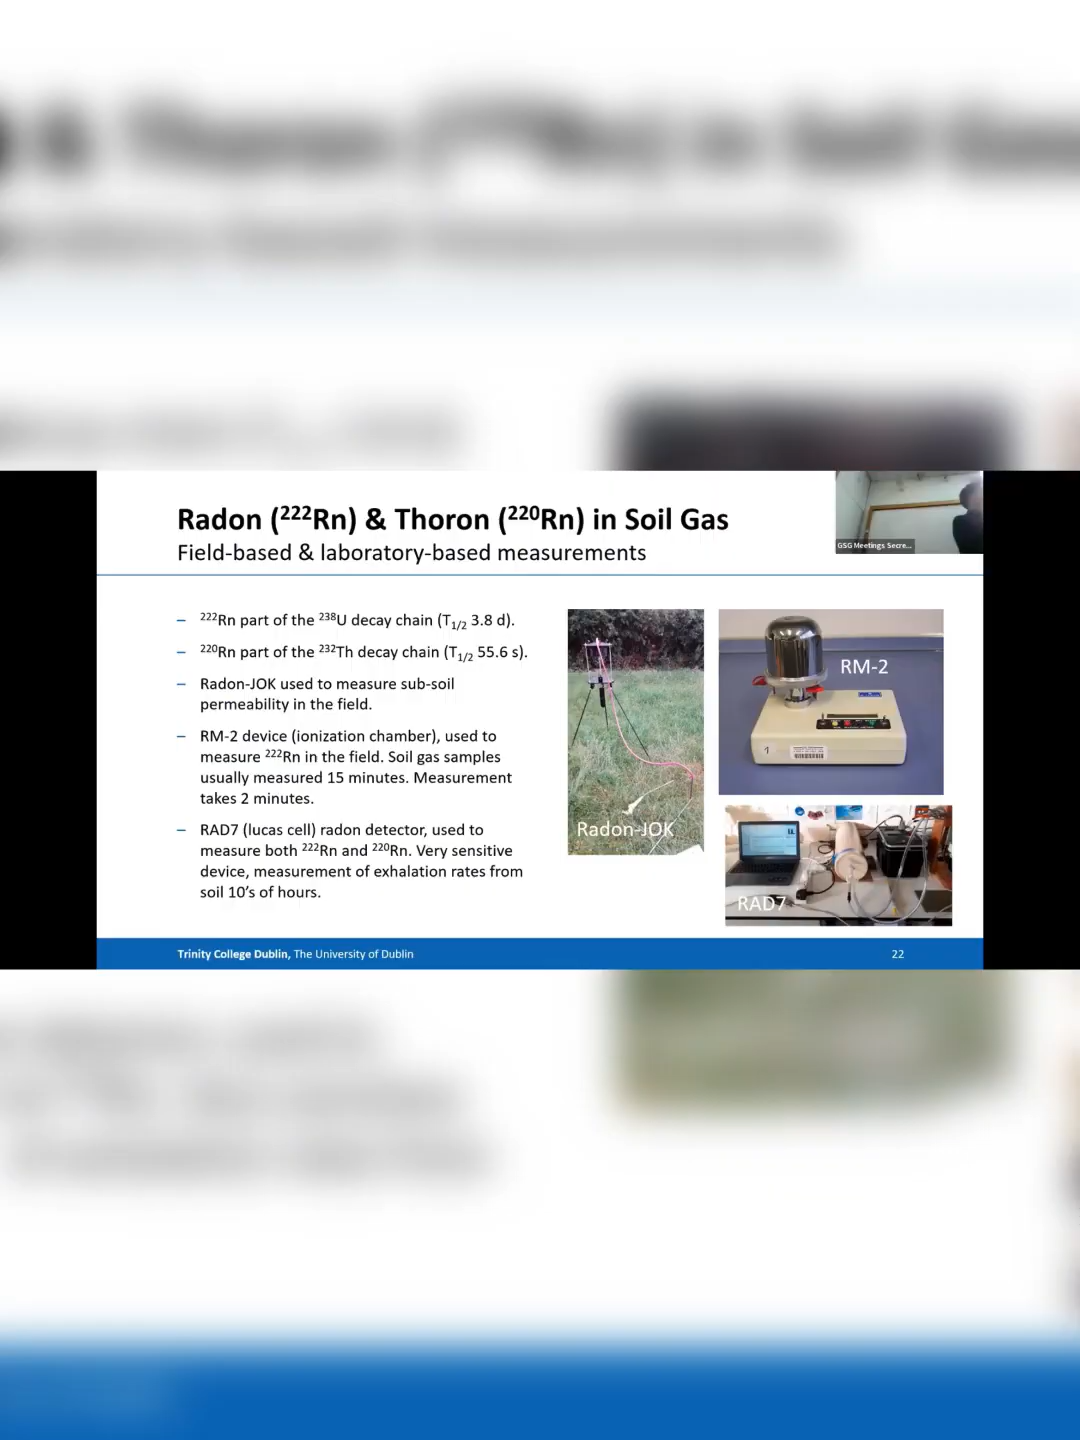 Radon (²²²Rn) & Thoron (²²⁰Rn) in Soil Gas
Field-based & laboratory-based measurements
GSG Meetings Secre...
– ²²²Rn part of the ²³⁸U decay chain (T₁/₂ 3.8 d).
– ²²⁰Rn part of the ²³²Th decay chain (T₁/₂ 55.6 s).
– Radon-JOK used to measure sub-soil
permeability in the field.
– RM-2 device (ionization chamber), used to
measure ²²²Rn in the field. Soil gas samples
usually measured 15 minutes. Measurement
takes 2 minutes.
– RAD7 (lucas cell) radon detector, used to
measure both ²²²Rn and ²²⁰Rn. Very sensitive
device, measurement of exhalation rates from
soil 10’s of hours.
Radon-JOK
RM-2
1
RAD7
Trinity College Dublin, The University of Dublin
22